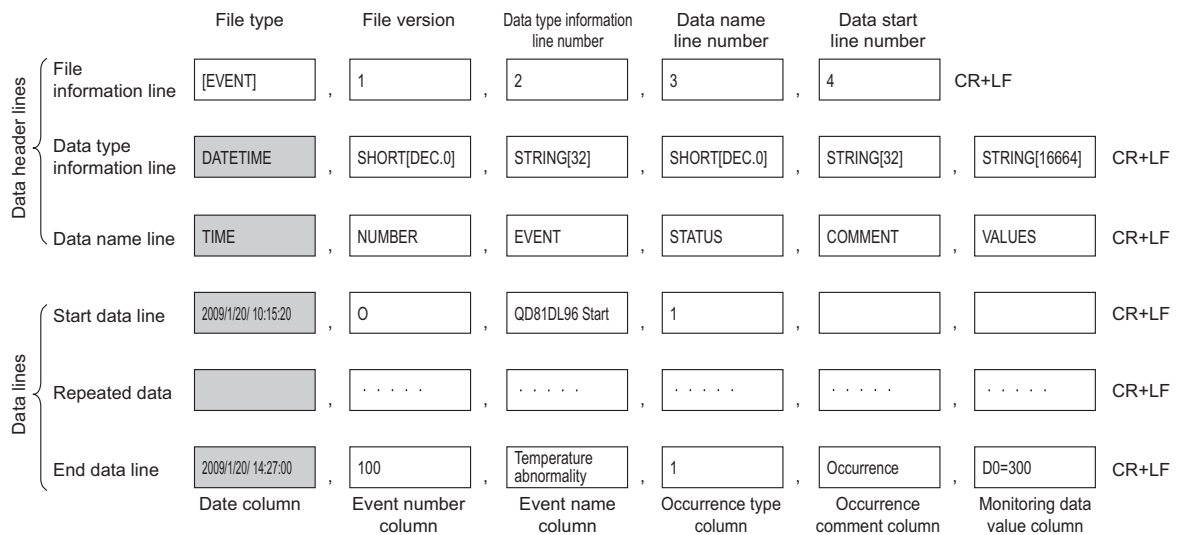 File type File version Data type information line number Data name line number Data start line number
Data header lines
File information line [EVENT] , 1 , 2 , 3 , 4 CR+LF
Data type information line DATETIME , SHORT[DEC.0] , STRING[32] , SHORT[DEC.0] , STRING[32] , STRING[16664] CR+LF
Data name line TIME , NUMBER , EVENT , STATUS , COMMENT , VALUES CR+LF
Data lines
Start data line 2009/1/20/ 10:15:20 , O , QD81DL96 Start , 1 , , CR+LF
Repeated data , · · · · · , · · · · · , · · · · · , · · · · · , · · · · · CR+LF
End data line 2009/1/20/ 14:27:00 , 100 , Temperature abnormality , 1 , Occurrence , D0=300 CR+LF
Date column Event number column Event name column Occurrence type column Occurrence comment column Monitoring data value column